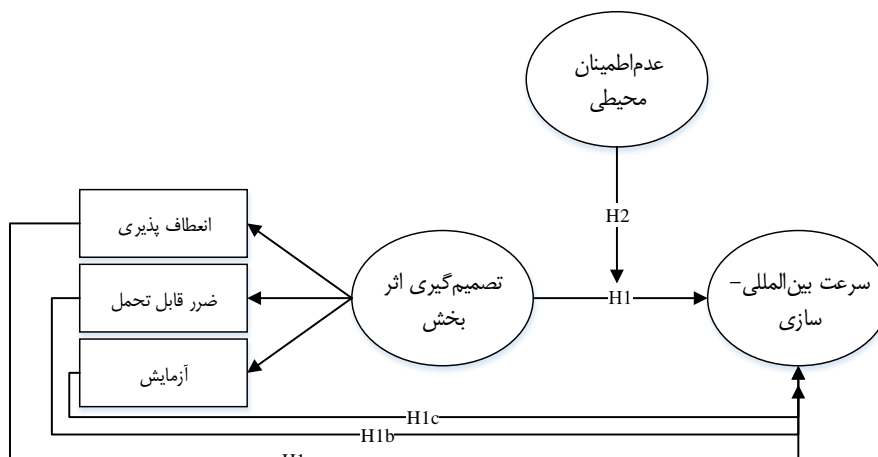 عدم‌اطمینان
محیطی
H2
انعطاف پذیری
ضرر قابل تحمل
آزمایش
تصمیم‌گیری اثر
بخش
H1
سرعت بین‌المللی-
سازی
H1c
H1b